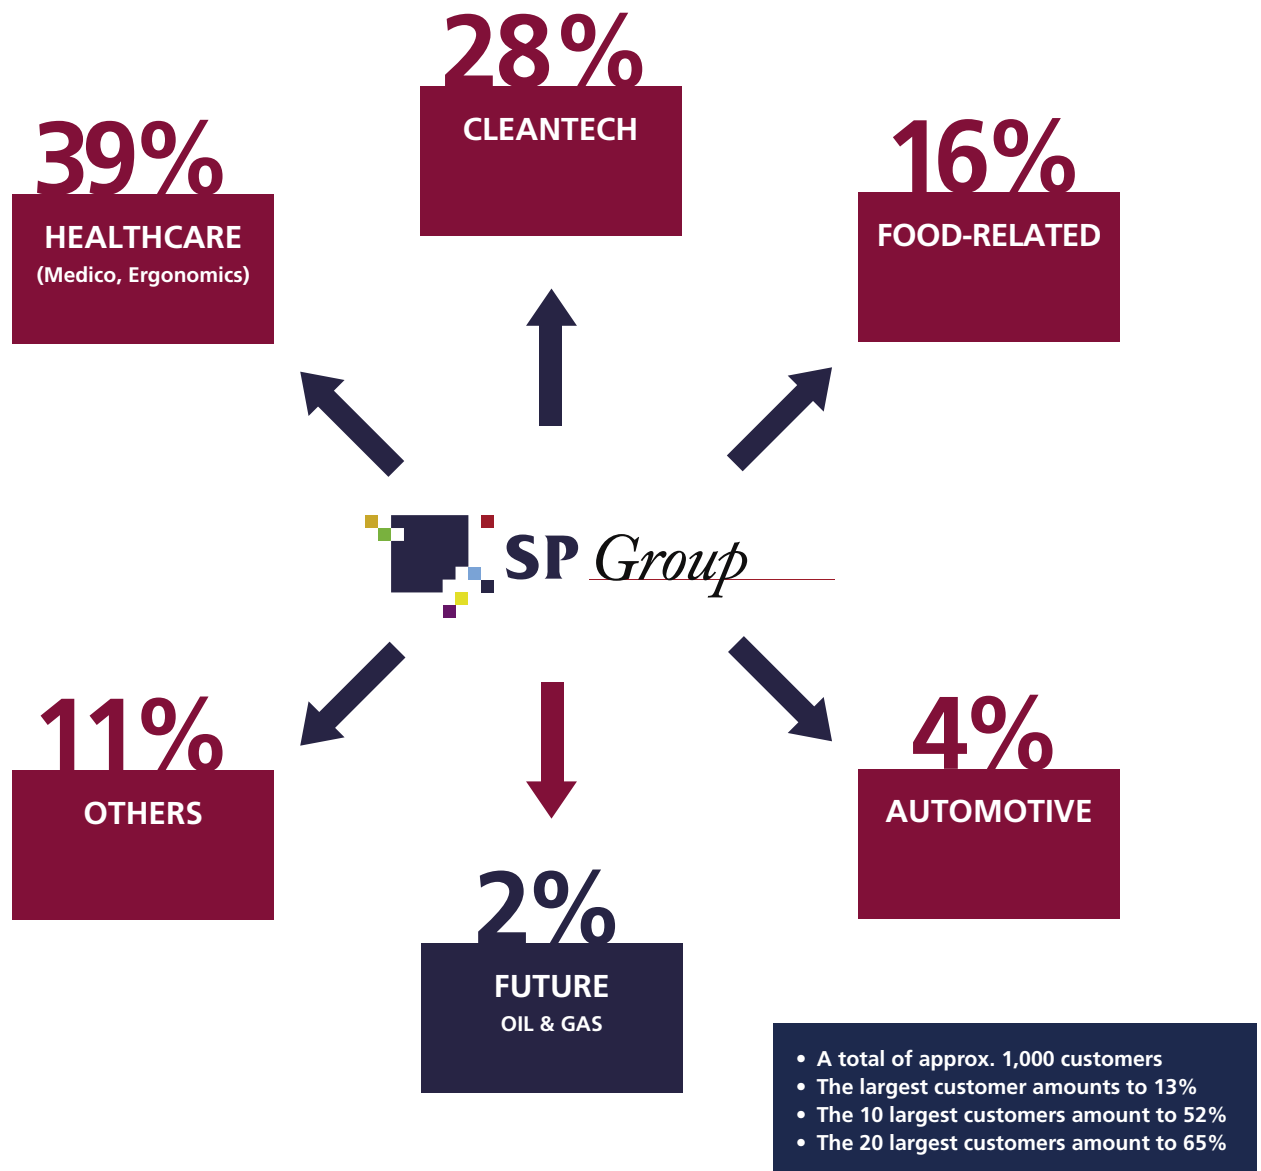 28%
CLEANTECH
39%
HEALTHCARE
(Medico, Ergonomics)
16%
FOOD-RELATED
SP Group
11%
OTHERS
4%
AUTOMOTIVE
2%
FUTURE
OIL & GAS
• A total of approx. 1,000 customers
• The largest customer amounts to 13%
• The 10 largest customers amount to 52%
• The 20 largest customers amount to 65%